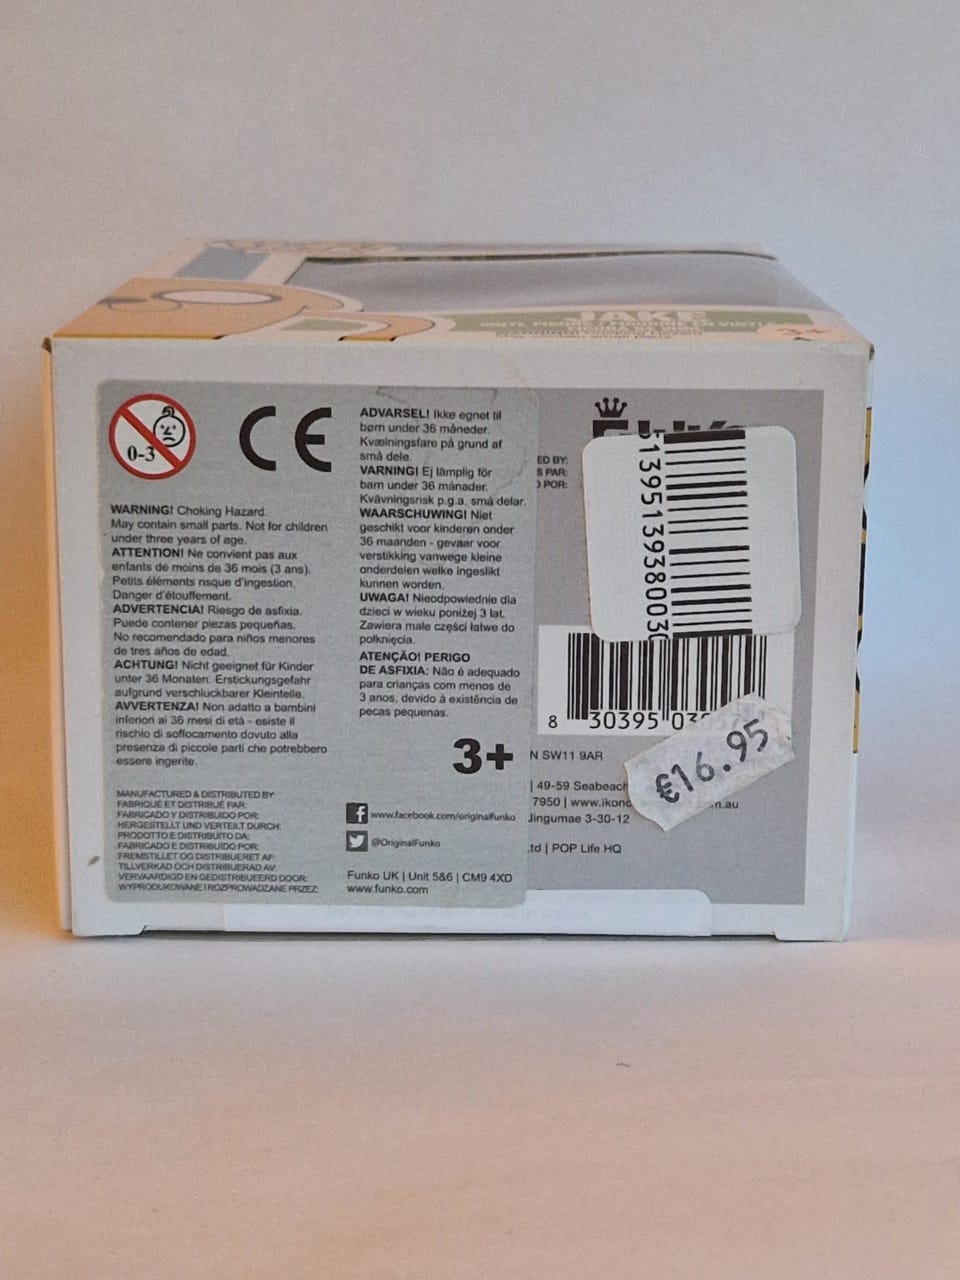 JAKE
3+
0-3
CE
WARNING! Choking Hazard.
May contain small parts. Not for children
under three years of age.
ATTENTION! Ne convient pas aux
enfants de moins de 36 mois (3 ans).
Petits éléments risque d'ingestion.
Danger d'étouffement.
ADVERTENCIA! Riesgo de asfixia.
Puede contener piezas pequeñas.
No recomendado para niños menores
de tres años de edad.
ACHTUNG! Nicht geeignet für Kinder
unter 36 Monaten. Erstickungsgefahr
aufgrund verschluckbarer Kleinteile.
AVVERTENZA! Non adatto a bambini
inferiori ai 36 mesi di età - esiste il
rischio di soffocamento dovuto alla
presenza di piccole parti che potrebbero
essere ingerite.
MANUFACTURED & DISTRIBUTED BY:
FABRIQUÉ ET DISTRIBUÉ PAR:
FABRICADO Y DISTRIBUIDO POR:
HERGESTELLT UND VERTEILT DURCH:
PRODOTTO E DISTRIBUITO DA:
FABRICADO E DISTRIBUÍDO POR:
FREMSTILLET OG DISTRIBUERET AF:
TILLVERKAD OCH DISTRIBUERAD AV:
VERVAARDIGD EN GEDISTRIBUEERD DOOR:
WYPRODUKOWANE I ROZPROWADZANE PRZEZ:
ADVARSEL! Ikke egnet til
børn under 36 måneder.
Kvælningsfare på grund af
små dele.
VARNING! Ej lämplig för
barn under 36 månader.
Kvävningsrisk p.g.a. små delar.
WAARSCHUWING! Niet
geschikt voor kinderen onder
36 maanden - gevaar voor
verstikking vanwege kleine
onderdelen welke ingeslikt
kunnen worden.
UWAGA! Nieodpowiednie dla
dzieci w wieku poniżej 3 lat.
Zawiera małe części łatwe do
połknięcia.
ATENÇÃO! PERIGO
DE ASFIXIA: Não é adequado
para crianças com menos de
3 anos, devido à existência de
peças pequenas.
3+
www.facebook.com/originalfunko
@OriginalFunko
Funko UK | Unit 5&6 | CM9 4XD
www.funko.com
ED BY:
S PAR:
POR:
51395139380030
8 30395 03
€16.95
N SW11 9AR
| 49-59 Seabeach
7950 | www.ikon
.au
Jingumae 3-30-12
.td | POP Life HQ